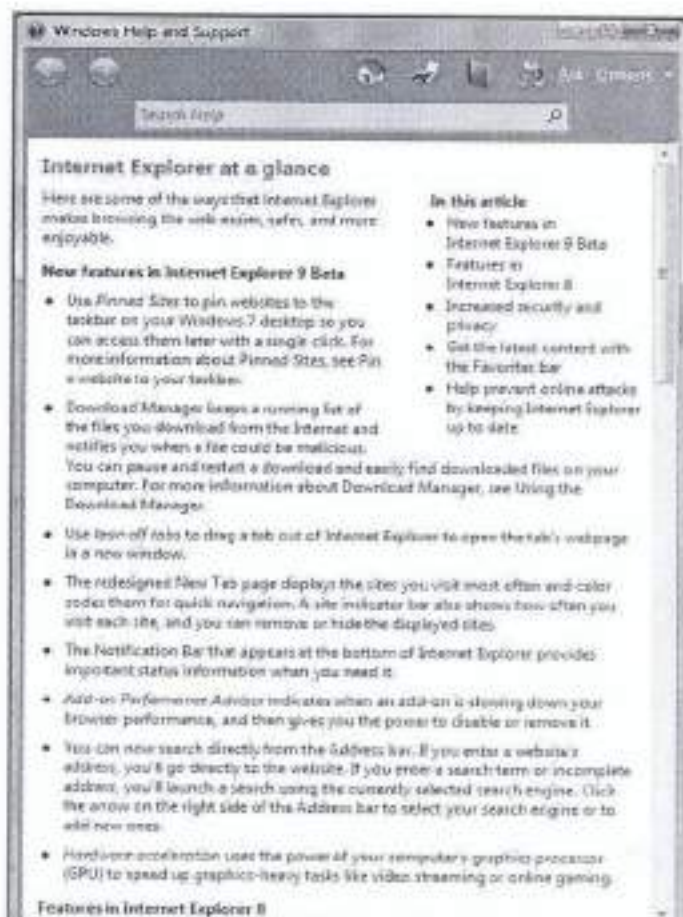 Windows Help and Support
Ask Options
Search Help
Internet Explorer at a glance
Here are some of the ways that Internet Explorer
makes browsing the web easier, safer, and more
enjoyable.
New features in Internet Explorer 9 Beta
• Use Pinned Sites to pin websites to the
taskbar on your Windows 7 desktop so you
can access them later with a single click. For
more information about Pinned Sites, see Pin
a website to your taskbar.
• Download Manager keeps a running list of
the files you download from the Internet and
notifies you when a file could be malicious.
You can pause and restart a download and easily find downloaded files on your
computer. For more information about Download Manager, see Using the
Download Manager.
• Use tear-off tabs to drag a tab out of Internet Explorer to open the tab's webpage
in a new window.
• The redesigned New Tab page displays the sites you visit most often and color
codes them for quick navigation. A site indicator bar also shows how often you
visit each site, and you can remove or hide the displayed sites.
• The Notification Bar that appears at the bottom of Internet Explorer provides
important status information when you need it.
• Add-on Performance Advisor indicates when an add-on is slowing down your
browser performance, and then gives you the power to disable or remove it.
• You can now search directly from the Address bar. If you enter a website's
address, you'll go directly to the website. If you enter a search term or incomplete
address, you'll launch a search using the currently selected search engine. Click
the arrow on the right side of the Address bar to select your search engine or to
add new ones.
• Hardware acceleration uses the power of your computer's graphics processor
(GPU) to speed up graphics-heavy tasks like video streaming or online gaming.
Features in Internet Explorer 8
In this article
• New features in
Internet Explorer 9 Beta
• Features in
Internet Explorer 8
• Increased security and
privacy
• Get the latest content with
the Favorites bar
• Help prevent online attacks
by keeping Internet Explorer
up to date